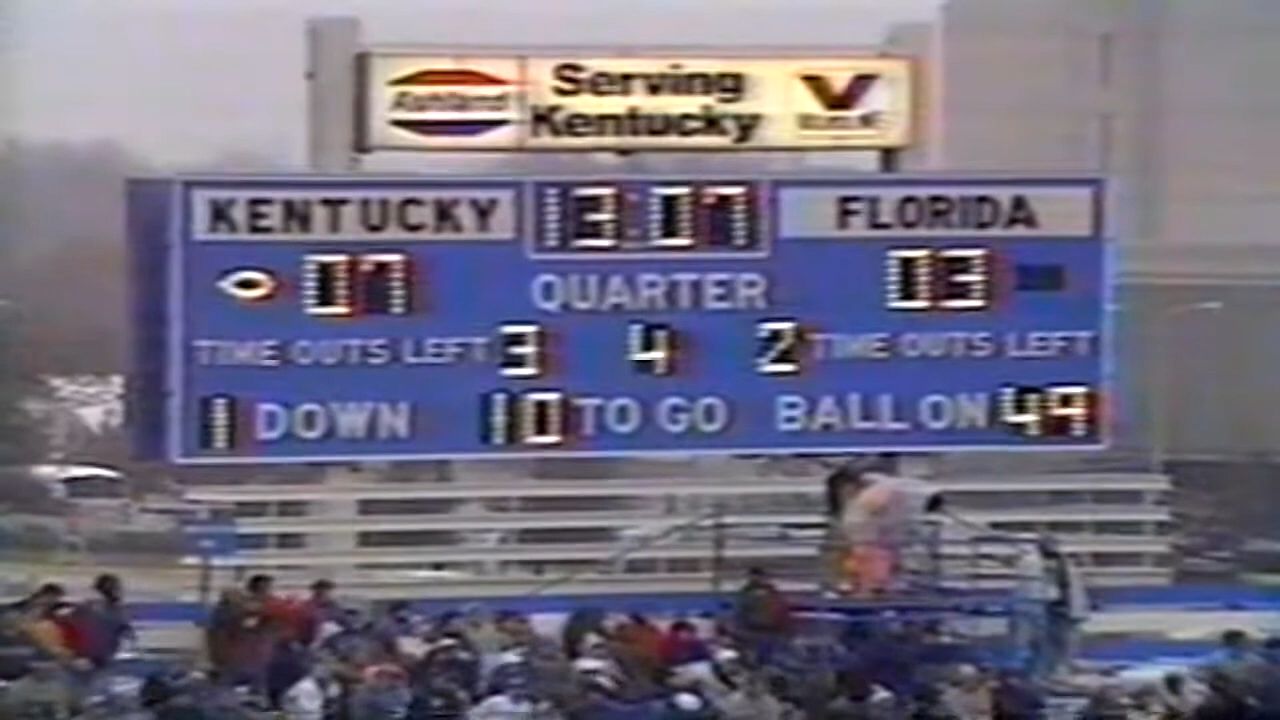 Ashland
Serving
Kentucky
V
KENTUCKY 13:07 FLORIDA
07 QUARTER 03
TIME OUTS LEFT 3 4 2 TIME OUTS LEFT
1 DOWN 10 TO GO BALL ON 49